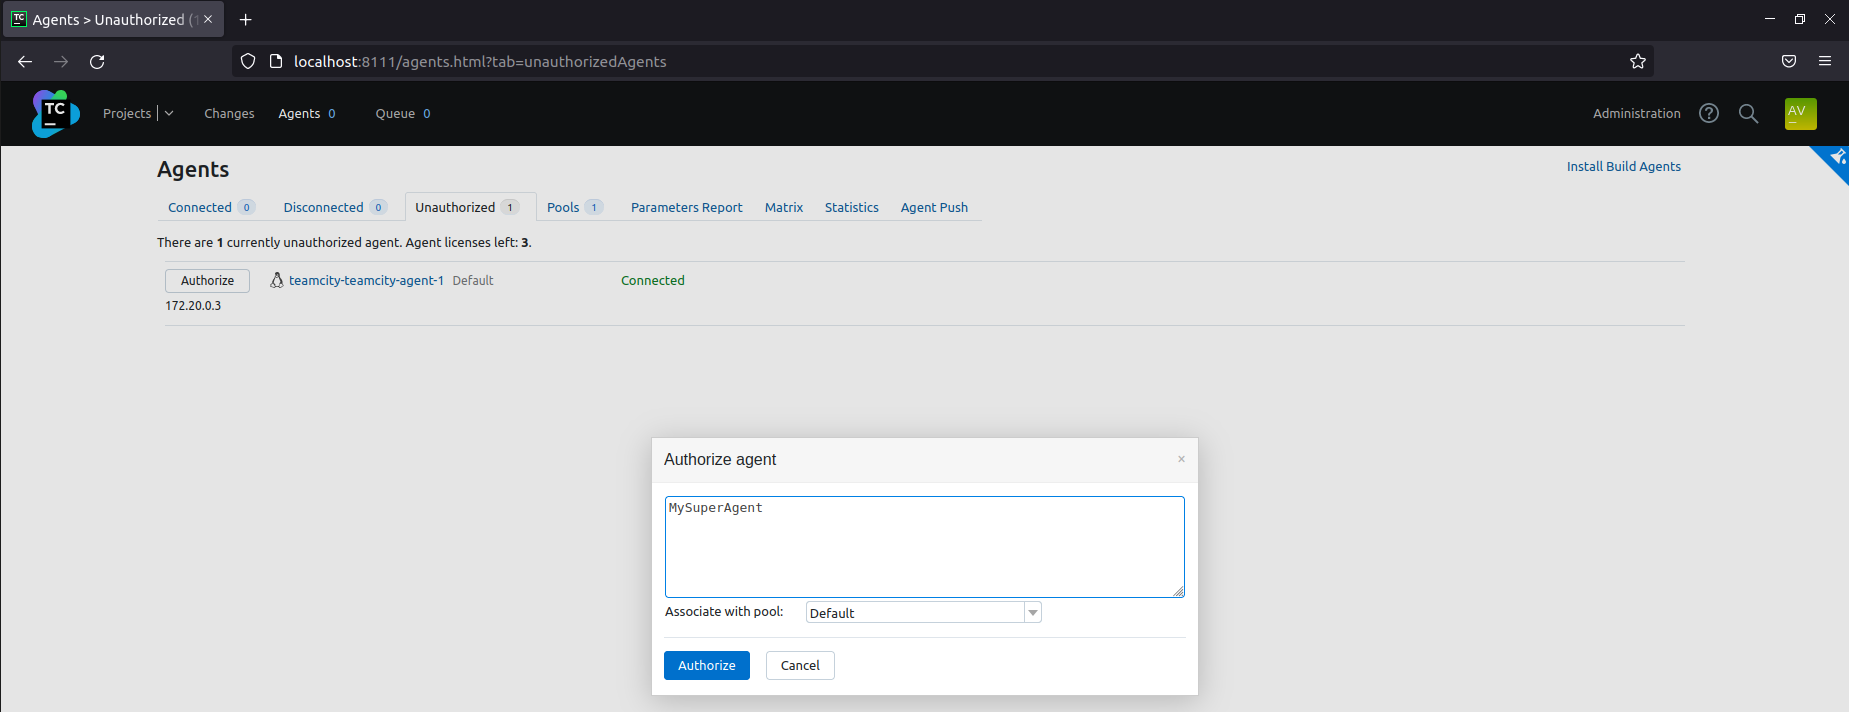 TC Agents > Unauthorized (1
localhost:8111/agents.html?tab=unauthorizedAgents
TC Projects Changes Agents 0 Queue 0 Administration ? AV
Agents Install Build Agents
Connected 0 Disconnected 0 Unauthorized 1 Pools 1 Parameters Report Matrix Statistics Agent Push
There are 1 currently unauthorized agent. Agent licenses left: 3.
Authorize teamcity-teamcity-agent-1 Default Connected
172.20.0.3
Authorize agent ×
MySuperAgent
Associate with pool: Default
Authorize Cancel